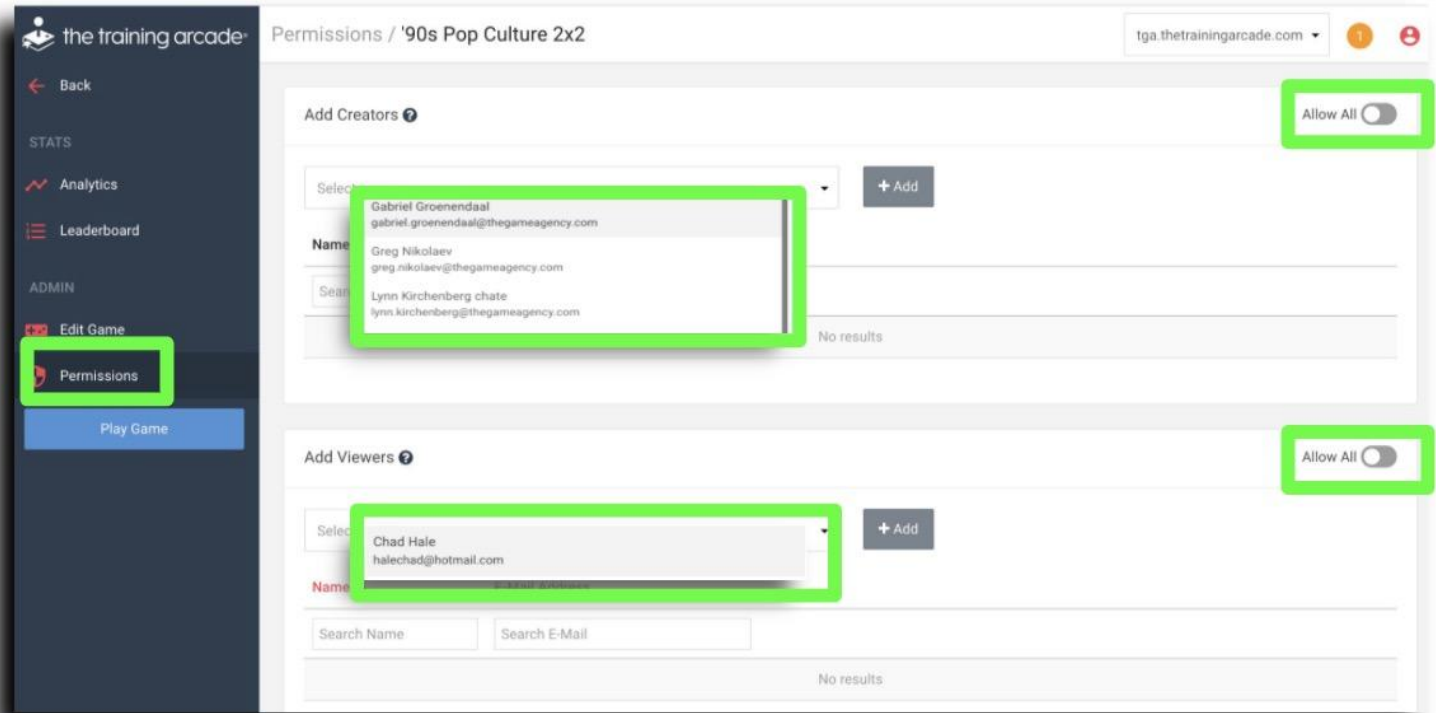 the training arcade
Permissions / '90s Pop Culture 2x2
tga.thetrainingarcade.com
1
Back
STATS
Analytics
Leaderboard
ADMIN
Edit Game
Permissions
Play Game
Add Creators
Allow All
+ Add
Gabriel Groenendaal
gabriel.groenendaal@thegameagency.com
Name
Greg Nikolaev
greg.nikolaev@thegameagency.com
Lynn Kirchenberg chate
lynn.kirchenberg@thegameagency.com
No results
Add Viewers
Allow All
+ Add
Chad Hale
halechad@hotmail.com
Name
E-Mail Address
Search Name
Search E-Mail
No results